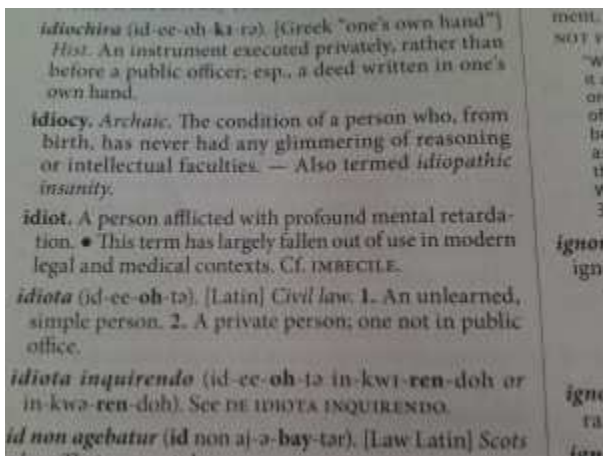 idiochira (id-ee-oh-kɪ-rə). [Greek "one's own hand"]
Hist. An instrument executed privately, rather than
before a public officer; esp., a deed written in one's
own hand.
idiocy. Archaic. The condition of a person who, from
birth, has never had any glimmering of reasoning
or intellectual faculties. — Also termed idiopathic
insanity.
idiot. A person afflicted with profound mental retarda-
tion. ● This term has largely fallen out of use in modern
legal and medical contexts. Cf. IMBECILE.
idiota (id-ee-oh-tə). [Latin] Civil law. 1. An unlearned,
simple person. 2. A private person; one not in public
office.
idiota inquirendo (id-ee-oh-tə in-kwɪ-ren-doh or
in-kwə-ren-doh). See DE IDIOTA INQUIRENDO.
id non agebatur (id non aj-ə-bay-tər). [Law Latin] Scots
ment.
NOT